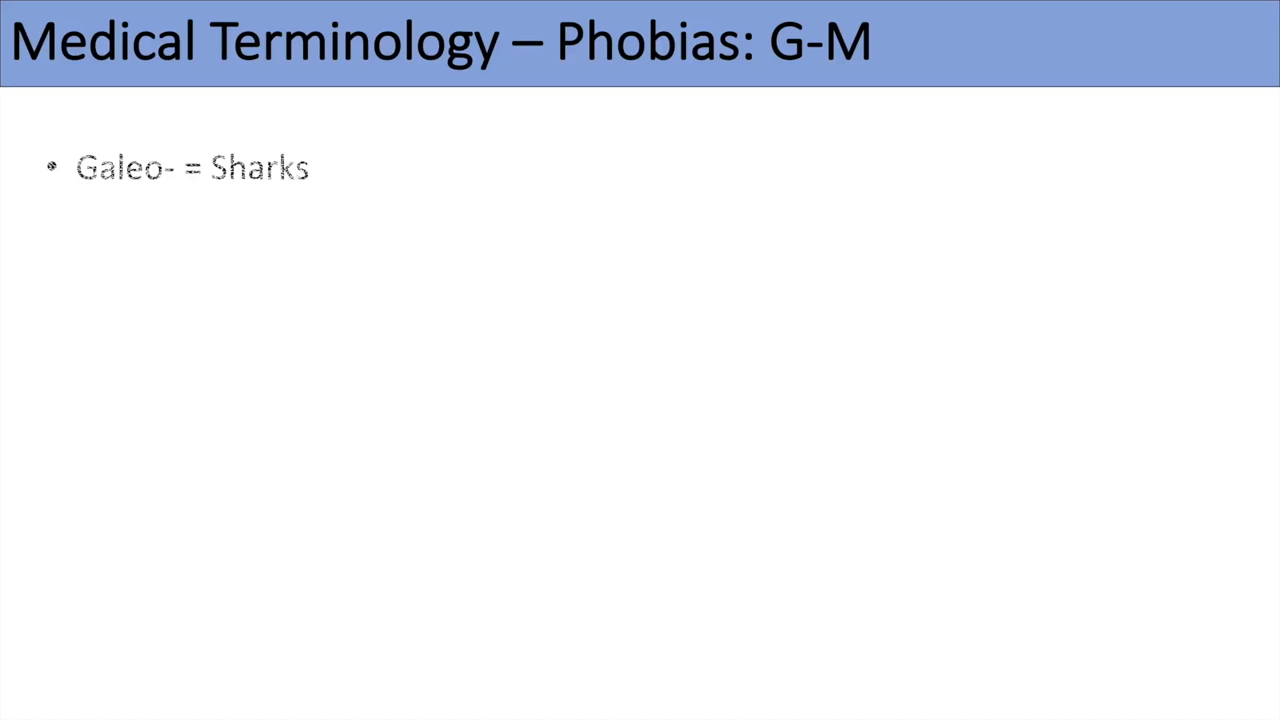 Medical Terminology – Phobias: G-M
• Galeo- = Sharks